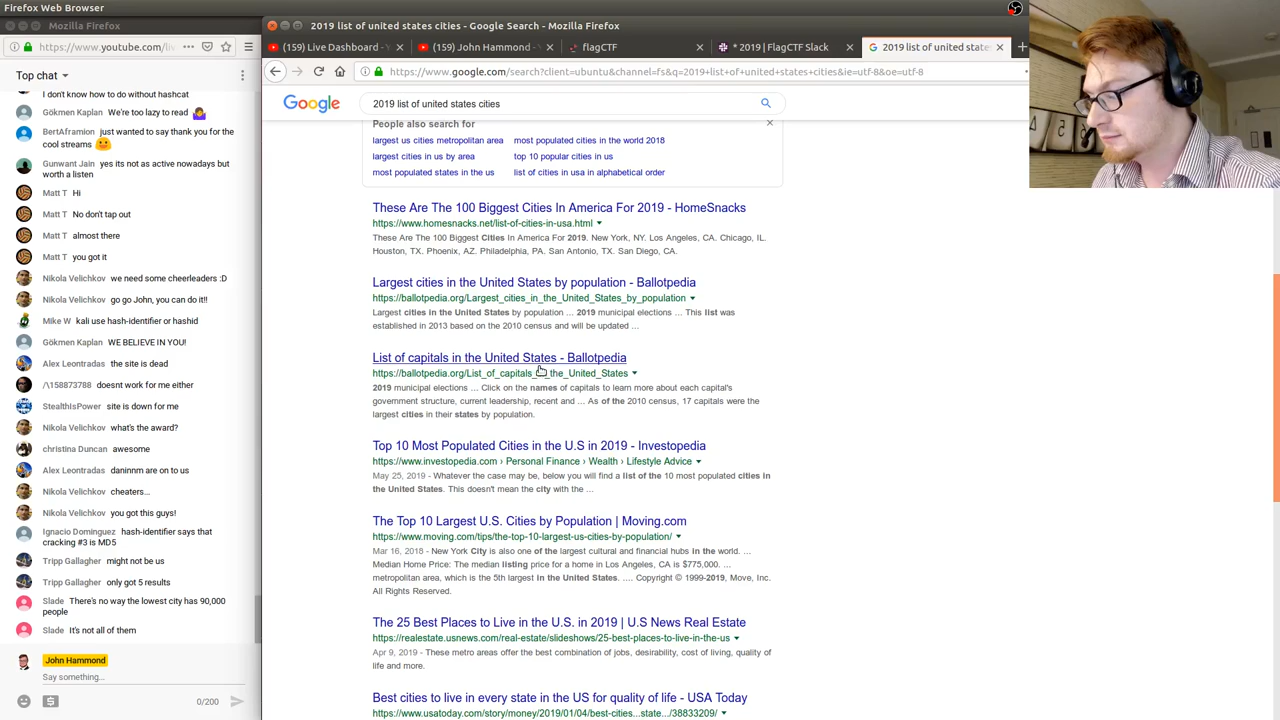 Firefox Web Browser
Mozilla Firefox
2019 list of united states cities - Google Search - Mozilla Firefox
(159) Live Dashboard - Y
(159) John Hammond - Y
flagCTF
* 2019 | FlagCTF Slack
2019 list of united states
https://www.youtube.com/liv
https://www.google.com/search?client=ubuntu&channel=fs&q=2019+list+of+united+states+cities&ie=utf-8&oe=utf-8
Top chat
I don't know how to do without hashcat
Gökmen Kaplan We're too lazy to read
BertAframion just wanted to say thank you for the
cool streams
Gunwant Jain yes its not as active nowadays but
worth a listen
Matt T Hi
Matt T No don't tap out
Matt T almost there
Matt T you got it
Nikola Velichkov we need some cheerleaders :D
Nikola Velichkov go go John, you can do it!!
Mike W kali use hash-identifier or hashid
Gökmen Kaplan WE BELIEVE IN YOU!
Alex Leontradas the site is dead
/\158873788 doesnt work for me either
StealthIsPower site is down for me
Nikola Velichkov what's the award?
christina Duncan awesome
Alex Leontradas daninnm are on to us
Nikola Velichkov cheaters...
Nikola Velichkov you got this guys!
Ignacio Dominguez hash-identifier says that
cracking #3 is MD5
Tripp Gallagher might not be us
Tripp Gallagher only got 5 results
Slade There's no way the lowest city has 90,000
people
Slade It's not all of them
John Hammond
Say something...
0/200
Google
2019 list of united states cities
People also search for
largest us cities metropolitan area
most populated cities in the world 2018
largest cities in us by area
top 10 popular cities in us
most populated states in the us
list of cities in usa in alphabetical order
These Are The 100 Biggest Cities In America For 2019 - HomeSnacks
https://www.homesnacks.net/list-of-cities-in-usa.html
These Are The 100 Biggest Cities In America For 2019. New York, NY. Los Angeles, CA. Chicago, IL.
Houston, TX. Phoenix, AZ. Philadelphia, PA. San Antonio, TX. San Diego, CA.
Largest cities in the United States by population - Ballotpedia
https://ballotpedia.org/Largest_cities_in_the_United_States_by_population
Largest cities in the United States by population ... 2019 municipal elections ... This list was
established in 2013 based on the 2010 census and will be updated ...
List of capitals in the United States - Ballotpedia
https://ballotpedia.org/List_of_capitals_ the_United_States
2019 municipal elections ... Click on the names of capitals to learn more about each capital's
government structure, current leadership, recent and ... As of the 2010 census, 17 capitals were the
largest cities in their states by population.
Top 10 Most Populated Cities in the U.S in 2019 - Investopedia
https://www.investopedia.com › Personal Finance › Wealth › Lifestyle Advice
May 25, 2019 - Whatever the case may be, below you will find a list of the 10 most populated cities in
the United States. This doesn't mean the city with the ...
The Top 10 Largest U.S. Cities by Population | Moving.com
https://www.moving.com/tips/the-top-10-largest-us-cities-by-population/
Mar 16, 2018 - New York City is also one of the largest cultural and financial hubs in the world. ...
Median Home Price: The median listing price for a home in Los Angeles, CA is $775,000. ...
metropolitan area, which is the 5th largest in the United States. .... Copyright © 1999-2019, Move, Inc.
All Rights Reserved.
The 25 Best Places to Live in the U.S. in 2019 | U.S News Real Estate
https://realestate.usnews.com/real-estate/slideshows/25-best-places-to-live-in-the-us
Apr 9, 2019 - These metro areas offer the best combination of jobs, desirability, cost of living, quality of
life and more.
Best cities to live in every state in the US for quality of life - USA Today
https://www.usatoday.com/story/money/2019/01/04/best-cities...state.../38833209/